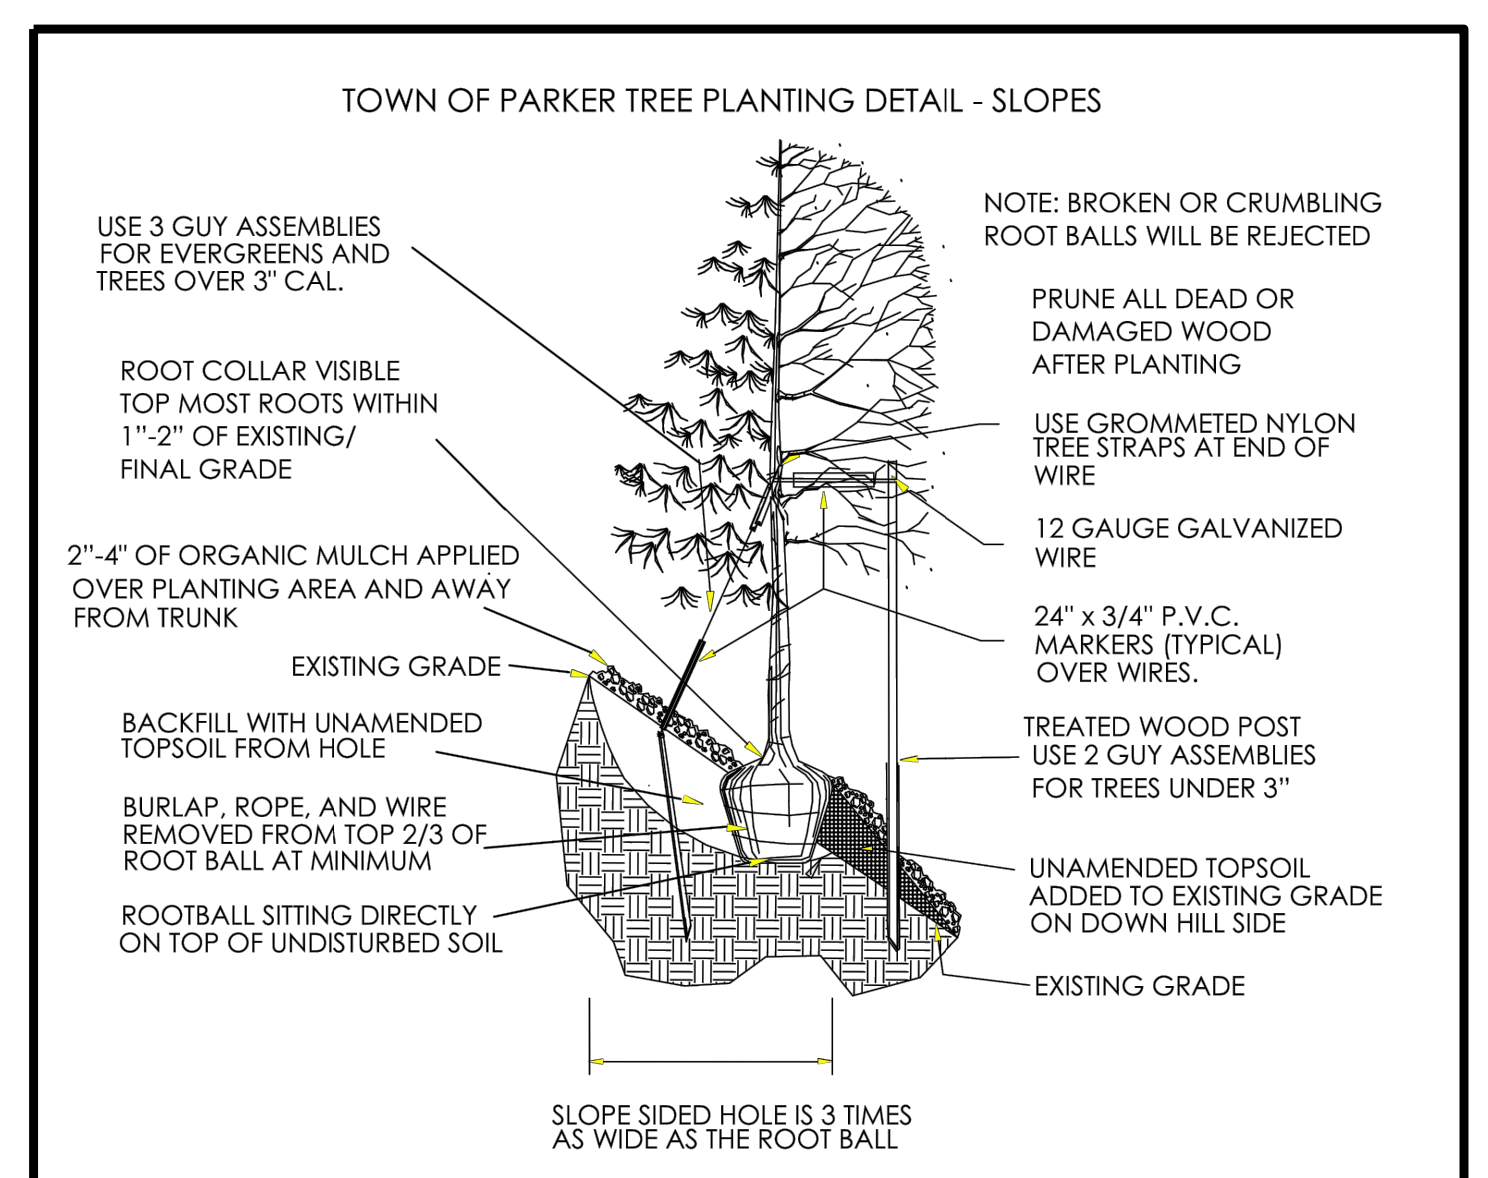 TOWN OF PARKER TREE PLANTING DETAIL - SLOPES
USE 3 GUY ASSEMBLIES
FOR EVERGREENS AND
TREES OVER 3" CAL.
ROOT COLLAR VISIBLE
TOP MOST ROOTS WITHIN
1”-2” OF EXISTING/
FINAL GRADE
2”-4" OF ORGANIC MULCH APPLIED
OVER PLANTING AREA AND AWAY
FROM TRUNK
EXISTING GRADE
BACKFILL WITH UNAMENDED
TOPSOIL FROM HOLE
BURLAP, ROPE, AND WIRE
REMOVED FROM TOP 2/3 OF
ROOT BALL AT MINIMUM
ROOTBALL SITTING DIRECTLY
ON TOP OF UNDISTURBED SOIL
NOTE: BROKEN OR CRUMBLING
ROOT BALLS WILL BE REJECTED
PRUNE ALL DEAD OR
DAMAGED WOOD
AFTER PLANTING
USE GROMMETED NYLON
TREE STRAPS AT END OF
WIRE
12 GAUGE GALVANIZED
WIRE
24" x 3/4" P.V.C.
MARKERS (TYPICAL)
OVER WIRES.
TREATED WOOD POST
USE 2 GUY ASSEMBLIES
FOR TREES UNDER 3”
UNAMENDED TOPSOIL
ADDED TO EXISTING GRADE
ON DOWN HILL SIDE
EXISTING GRADE
SLOPE SIDED HOLE IS 3 TIMES
AS WIDE AS THE ROOT BALL